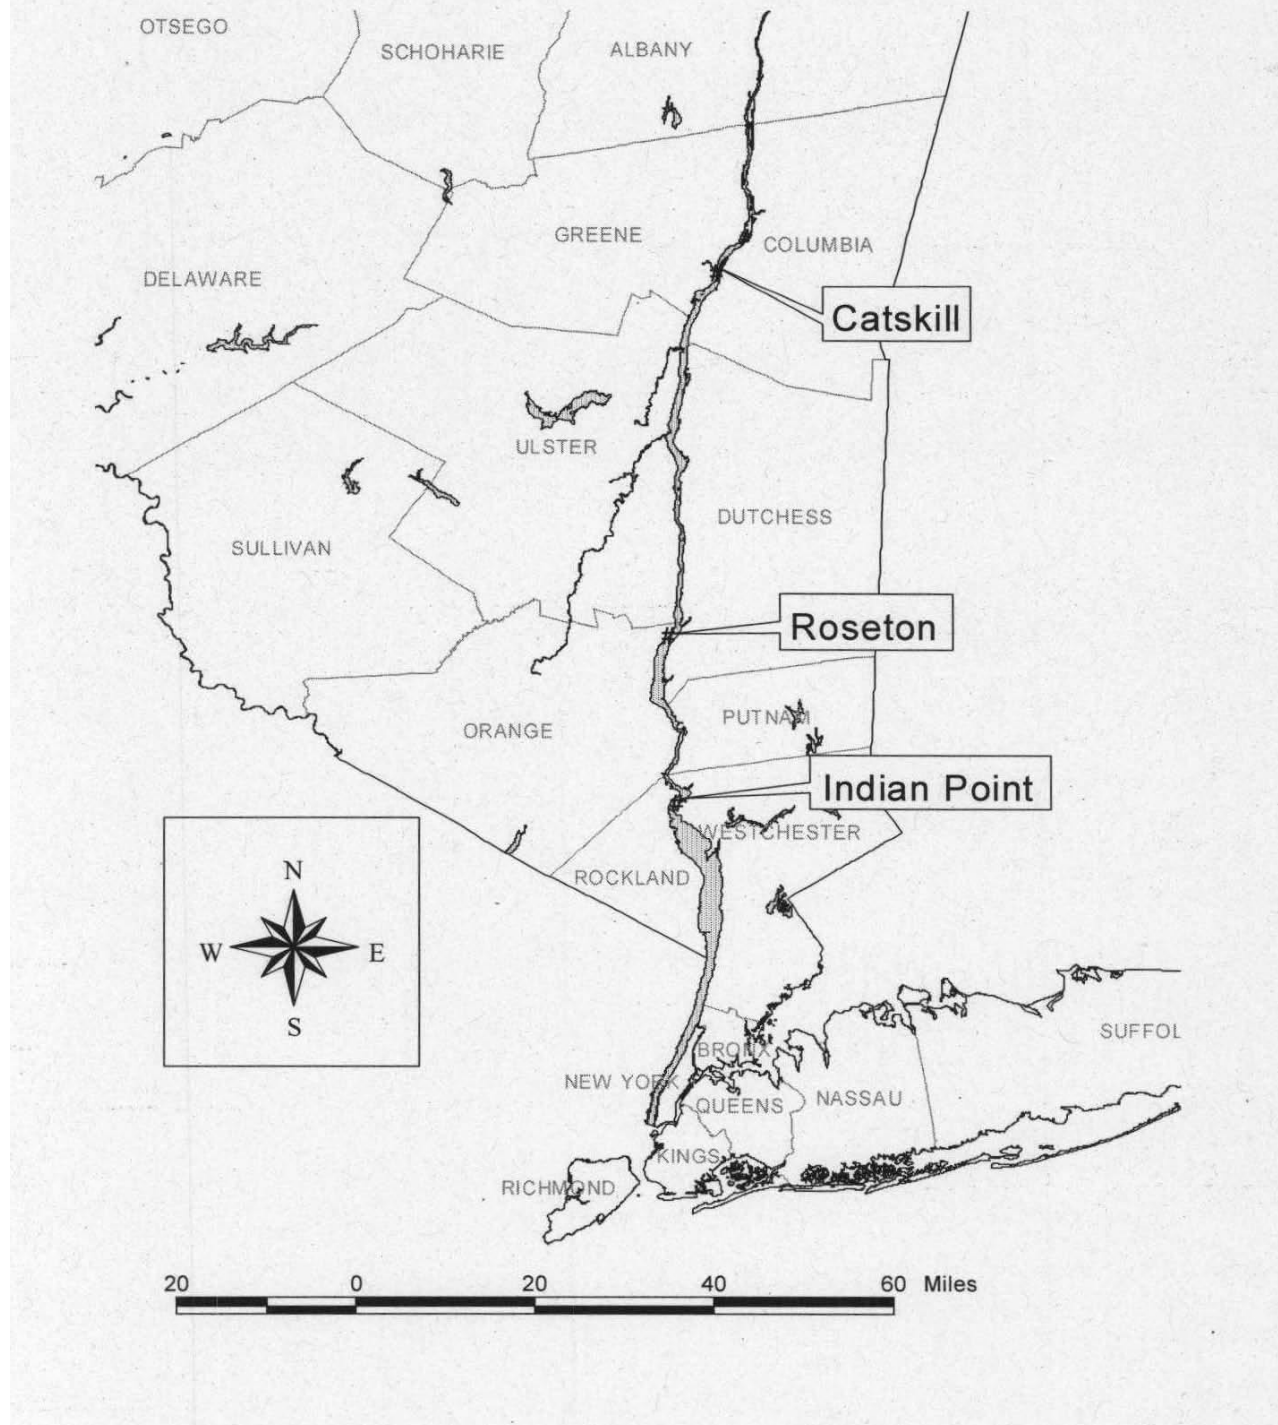 OTSEGO
SCHOHARIE
ALBANY
GREENE
COLUMBIA
DELAWARE
Catskill
ULSTER
DUTCHESS
SULLIVAN
Roseton
PUTNAM
ORANGE
Indian Point
WESTCHESTER
ROCKLAND
N
W E
S
SUFFOL
BRONX
NEW YORK
QUEENS
NASSAU
KINGS
RICHMOND
20 0 20 40 60 Miles